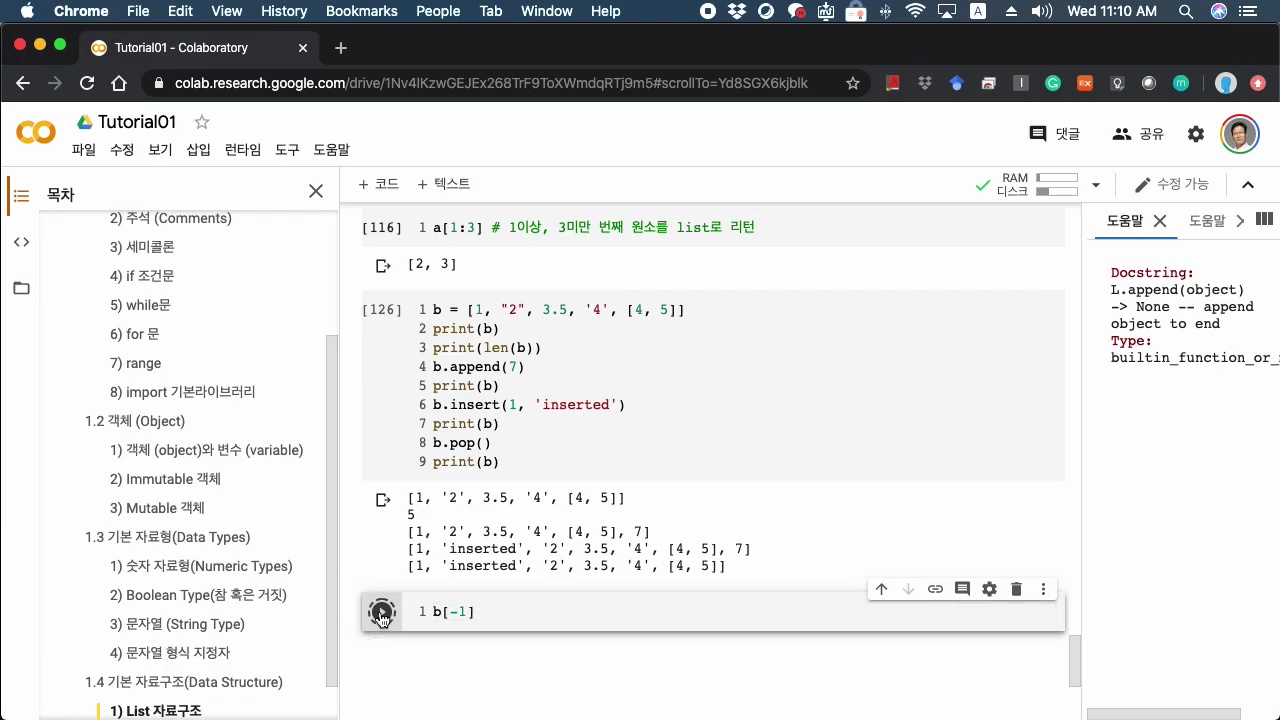 Chrome File Edit View History Bookmarks People Tab Window Help A Wed 11:10 AM
Tutorial01 - Colaboratory
colab.research.google.com/drive/1Nv4lKzwGEJEx268TrF9ToXWmdqRTj9m5#scrollTo=Yd8SGX6kjblk
Tutorial01
파일 수정 보기 삽입 런타임 도구 도움말
댓글 공유
목차
+ 코드 + 텍스트
RAM
디스크
수정 가능
2) 주석 (Comments)
3) 세미콜론
4) if 조건문
5) while문
6) for 문
7) range
8) import 기본라이브러리
1.2 객체 (Object)
1) 객체 (object)와 변수 (variable)
2) Immutable 객체
3) Mutable 객체
1.3 기본 자료형(Data Types)
1) 숫자 자료형(Numeric Types)
2) Boolean Type(참 혹은 거짓)
3) 문자열 (String Type)
4) 문자열 형식 지정자
1.4 기본 자료구조(Data Structure)
1) List 자료구조
[116] 1 a[1:3] # 1이상, 3미만 번째 원소를 list로 리턴
[2, 3]
[126] 1 b = [1, "2", 3.5, '4', [4, 5]]
2 print(b)
3 print(len(b))
4 b.append(7)
5 print(b)
6 b.insert(1, 'inserted')
7 print(b)
8 b.pop()
9 print(b)
[1, '2', 3.5, '4', [4, 5]]
5
[1, '2', 3.5, '4', [4, 5], 7]
[1, 'inserted', '2', 3.5, '4', [4, 5], 7]
[1, 'inserted', '2', 3.5, '4', [4, 5]]
1 b[-1]
도움말 도움말
Docstring:
L.append(object)
-> None -- append
object to end
Type:
builtin_function_or_